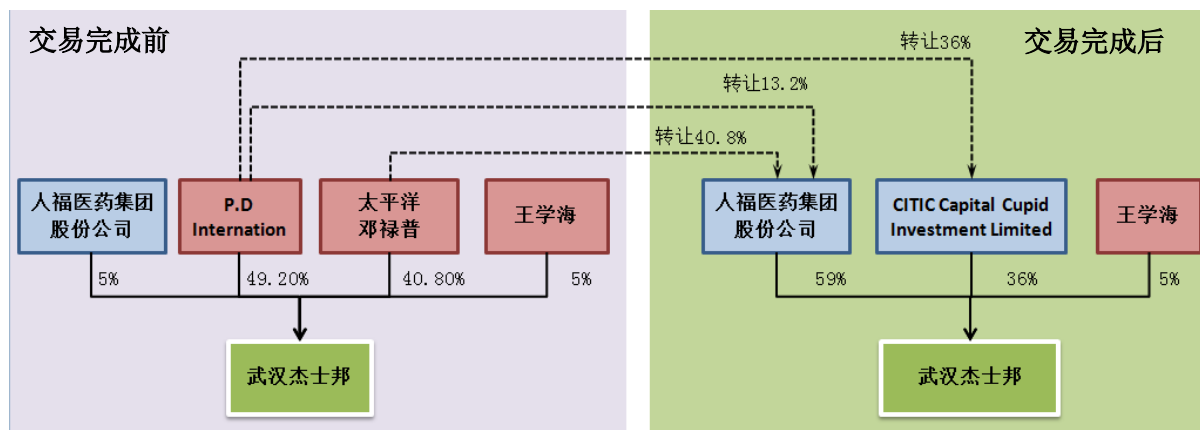 交易完成前
交易完成后
转让36%
转让13.2%
转让40.8%
人福医药集团
股份公司
P.D
Internation
太平洋
邓禄普
王学海
人福医药集团
股份公司
CITIC Capital Cupid
Investment Limited
王学海
5%
49.20%
40.80%
5%
59%
36%
5%
武汉杰士邦
武汉杰士邦